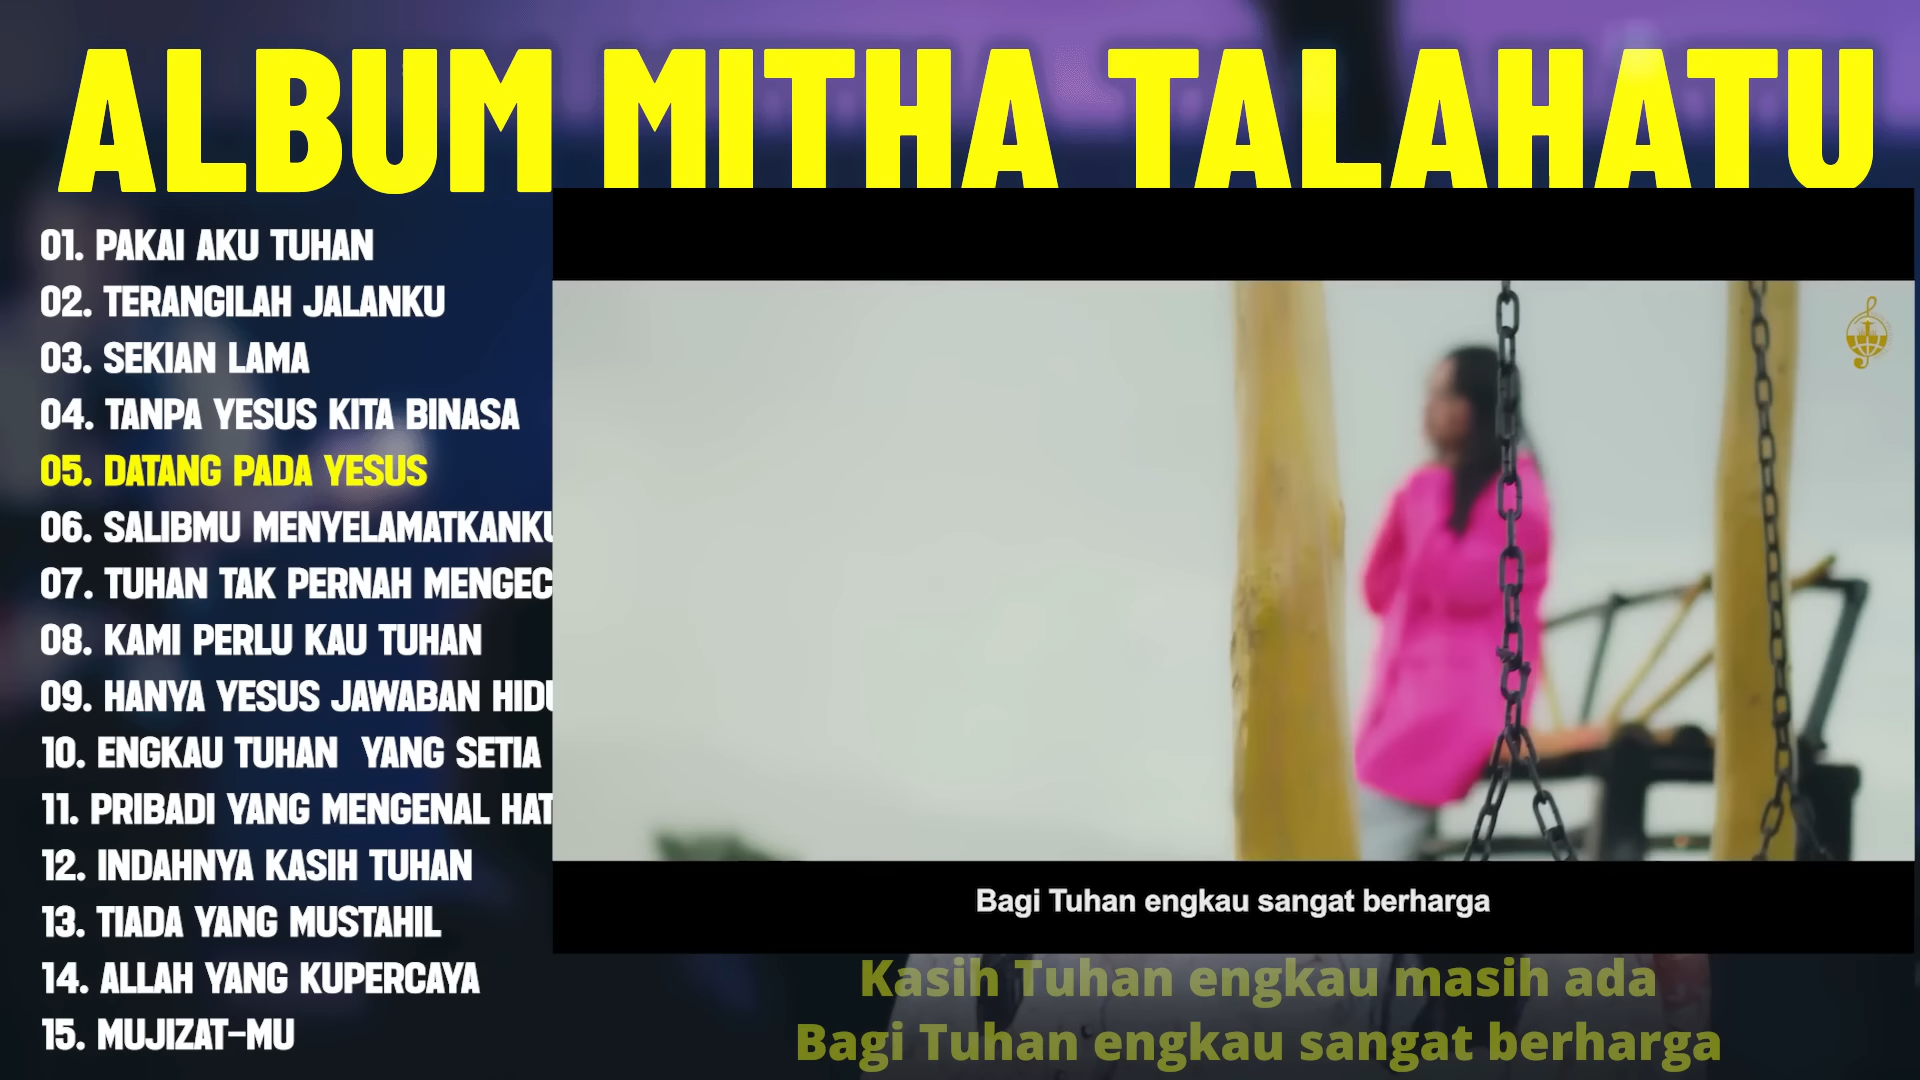 ALBUM MITHA TALAHATU
01. PAKAI AKU TUHAN
02. TERANGILAH JALANKU
03. SEKIAN LAMA
04. TANPA YESUS KITA BINASA
05. DATANG PADA YESUS
06. SALIBMU MENYELAMATKANKU
07. TUHAN TAK PERNAH MENGEC
08. KAMI PERLU KAU TUHAN
09. HANYA YESUS JAWABAN HIDU
10. ENGKAU TUHAN  YANG SETIA
11. PRIBADI YANG MENGENAL HAT
12. INDAHNYA KASIH TUHAN
13. TIADA YANG MUSTAHIL
14. ALLAH YANG KUPERCAYA
15. MUJIZAT-MU
Bagi Tuhan engkau sangat berharga
Kasih Tuhan engkau masih ada
Bagi Tuhan engkau sangat berharga